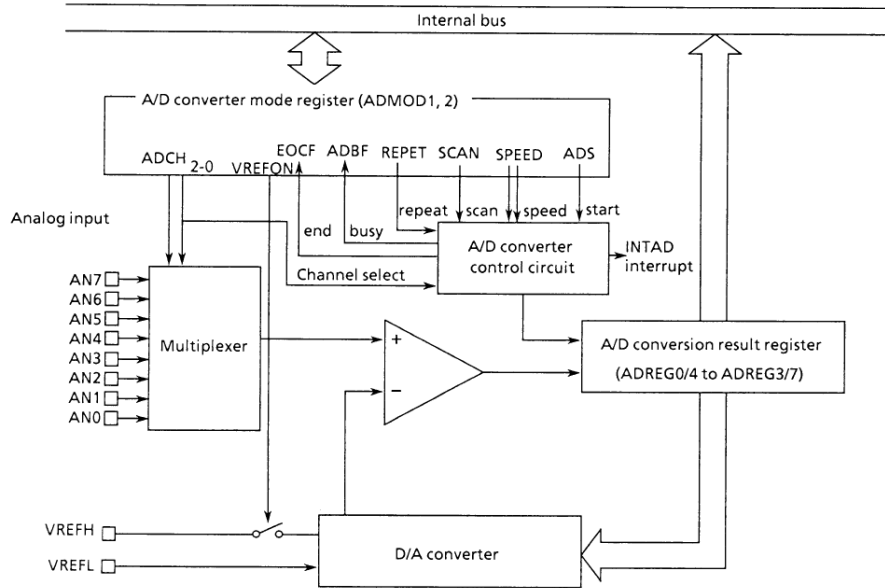 Internal bus
A/D converter mode register (ADMOD1, 2)
ADCH 2-0
VREFON
EOCF ADBF REPET SCAN SPEED ADS
Analog input
repeat scan speed start
end busy
A/D converter
control circuit
INTAD
interrupt
Channel select
AN7
AN6
AN5
AN4
AN3
AN2
AN1
AN0
Multiplexer
+
−
A/D conversion result register
(ADREG0/4 to ADREG3/7)
VREFH
VREFL
D/A converter